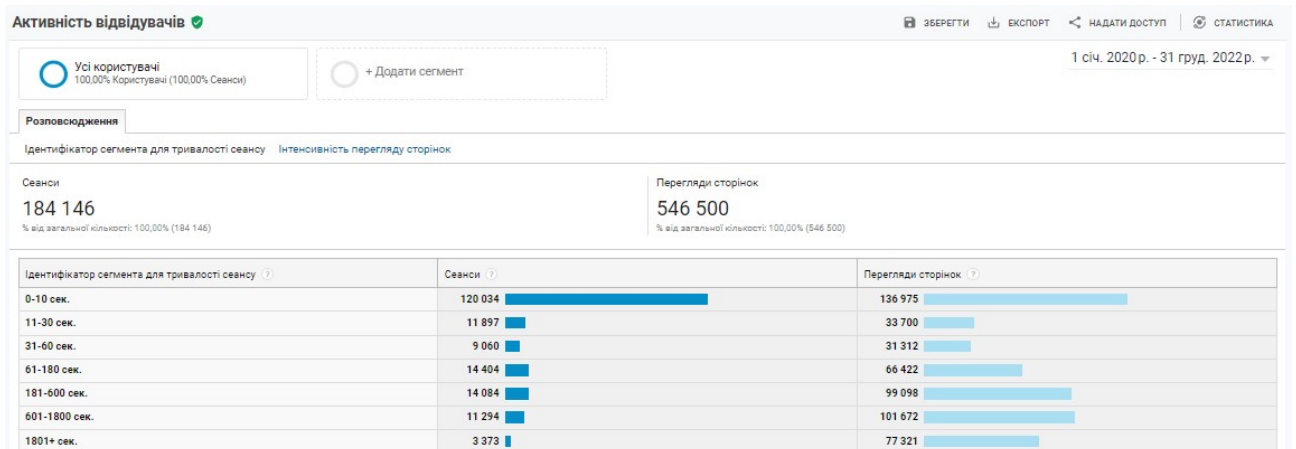 Активність відвідувачів
ЗБЕРЕГТИ ЕКСПОРТ НАДАТИ ДОСТУП СТАТИСТИКА
Усі користувачі
100,00% Користувачі (100,00% Сеанси)
+ Додати сегмент
1 січ. 2020 р. - 31 груд. 2022 р.
Розповсюдження
Ідентифікатор сегмента для тривалості сеансу Інтенсивність перегляду сторінок
Сеанси
184 146
% від загальної кількості: 100,00% (184 146)
Перегляди сторінок
546 500
% від загальної кількості: 100,00% (546 500)
Ідентифікатор сегмента для тривалості сеансу ? Сеанси ? Перегляди сторінок ?
0-10 сек. 120 034 136 975
11-30 сек. 11 897 33 700
31-60 сек. 9 060 31 312
61-180 сек. 14 404 66 422
181-600 сек. 14 084 99 098
601-1800 сек. 11 294 101 672
1801+ сек. 3 373 77 321